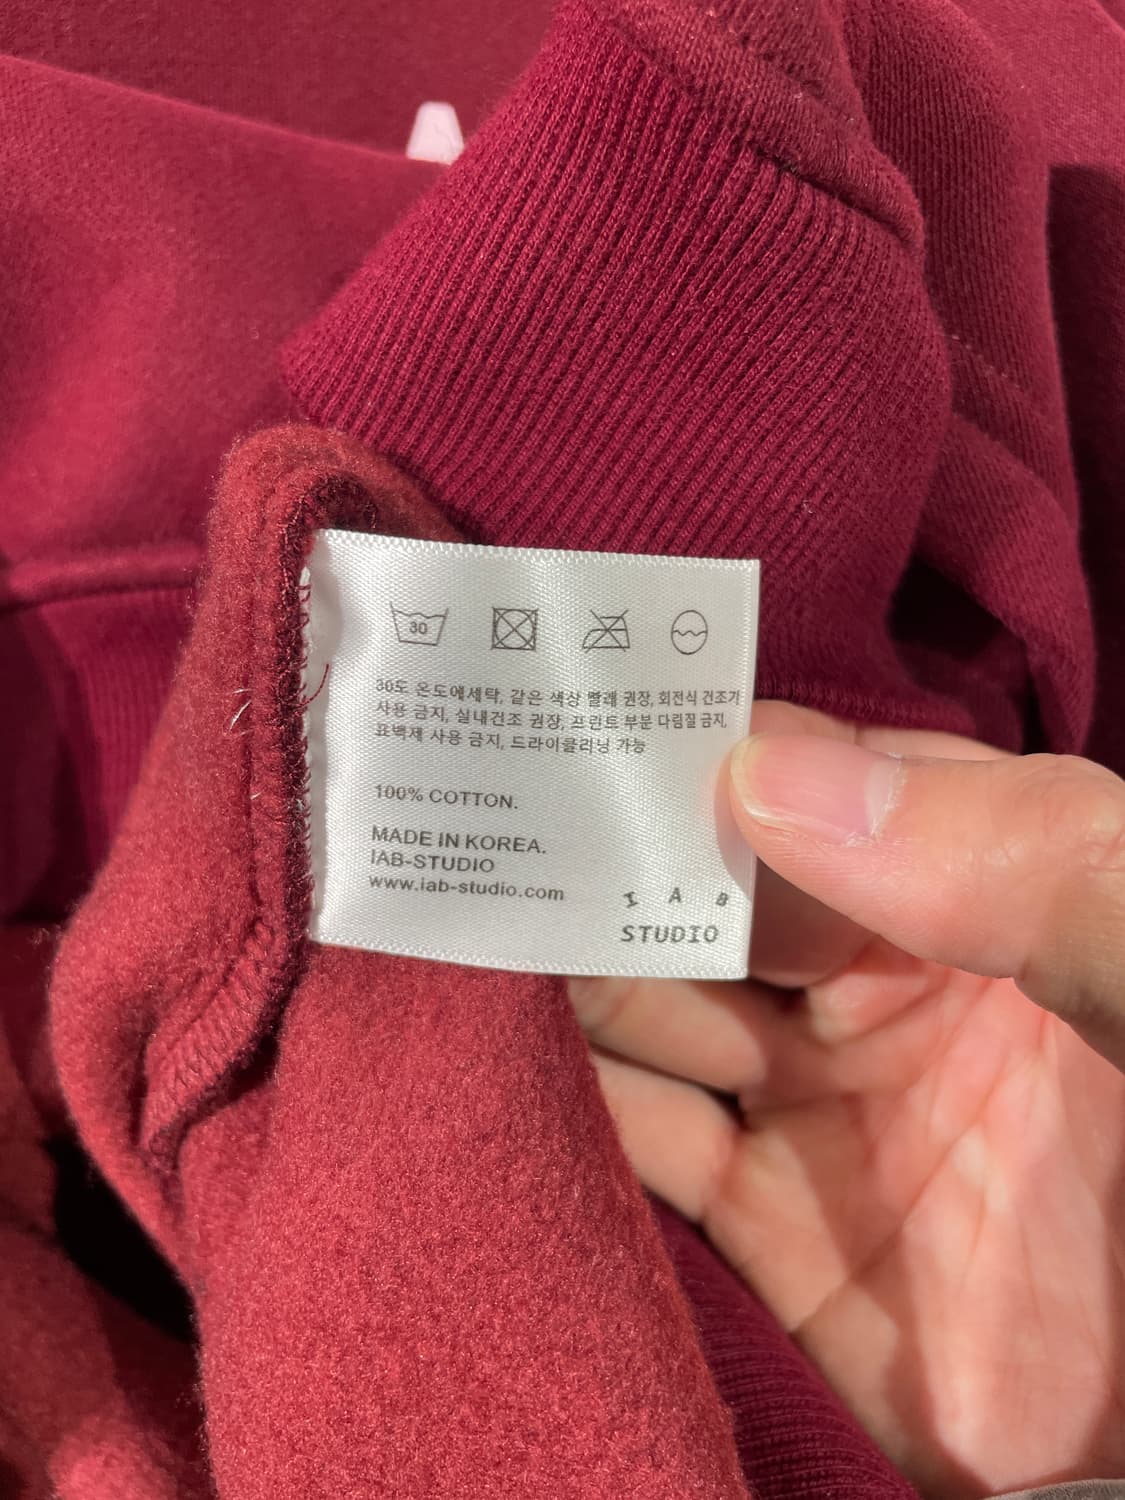 30
30도 온도에세탁, 같은 색상 빨래 권장, 회전식 건조기
사용 금지, 실내건조 권장, 프린트 부분 다림질 금지,
표백제 사용 금지, 드라이클리닝 가능
100% COTTON.
MADE IN KOREA.
IAB-STUDIO
www.iab-studio.com
I A B
STUDIO